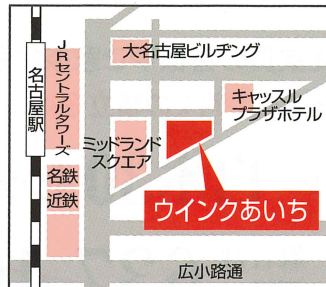 名古屋駅
JRセントラルタワーズ
名鉄
近鉄
大名古屋ビルヂング
ミッドランド
スクエア
キャッスル
プラザホテル
ウインクあいち
広小路通